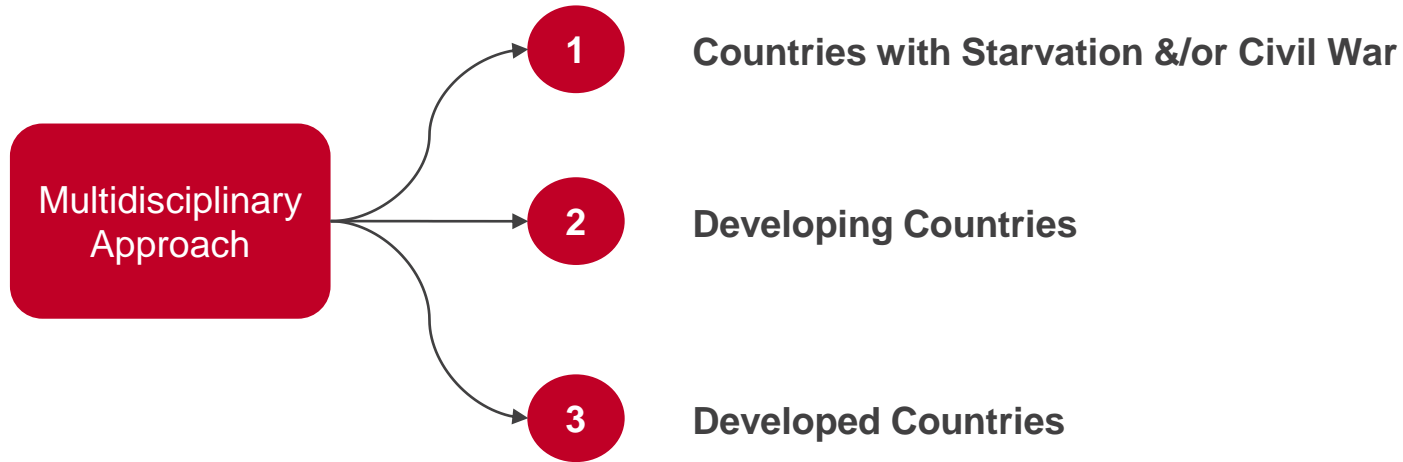 Multidisciplinary
Approach
1
Countries with Starvation &/or Civil War
2
Developing Countries
3
Developed Countries